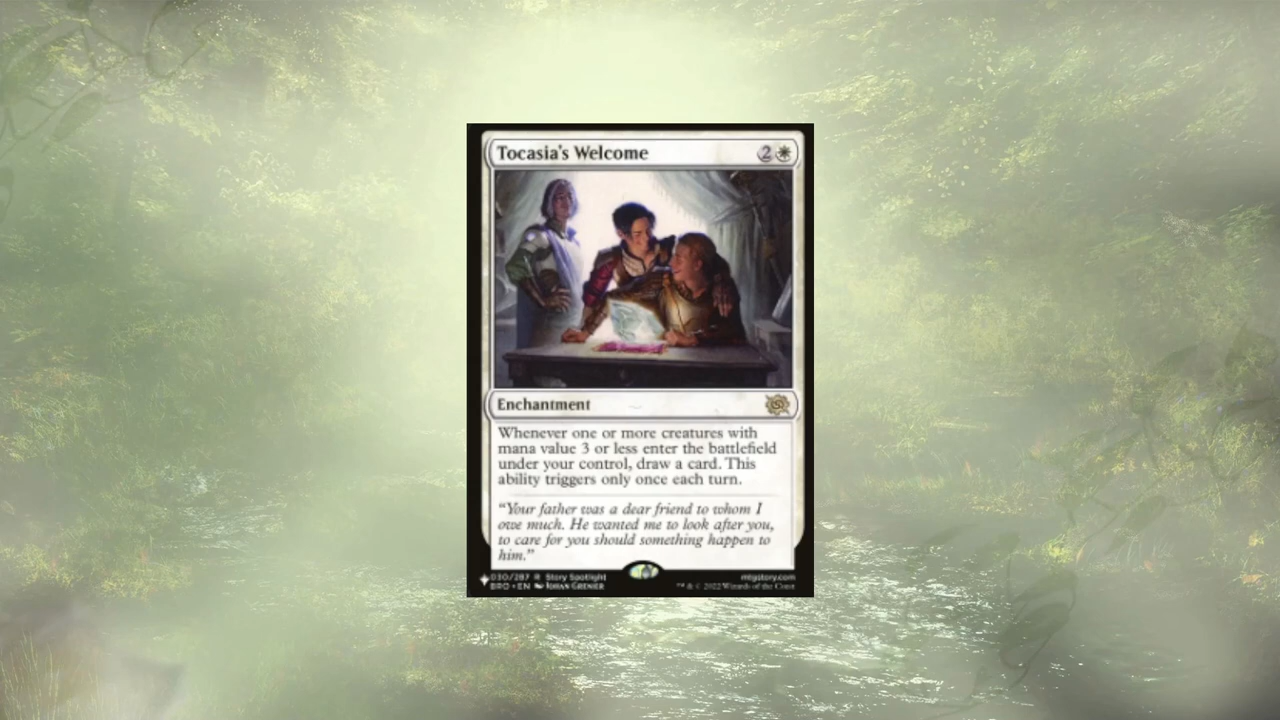 Tocasia's Welcome 2
Enchantment
Whenever one or more creatures with
mana value 3 or less enter the battlefield
under your control, draw a card. This
ability triggers only once each turn.
“Your father was a dear friend to whom I
owe much. He wanted me to look after you,
to care for you should something happen to
him.”
030/287 R Story Spotlight mtgstory.com
BRO • EN Johan Grenier ™ & © 2022 Wizards of the Coast